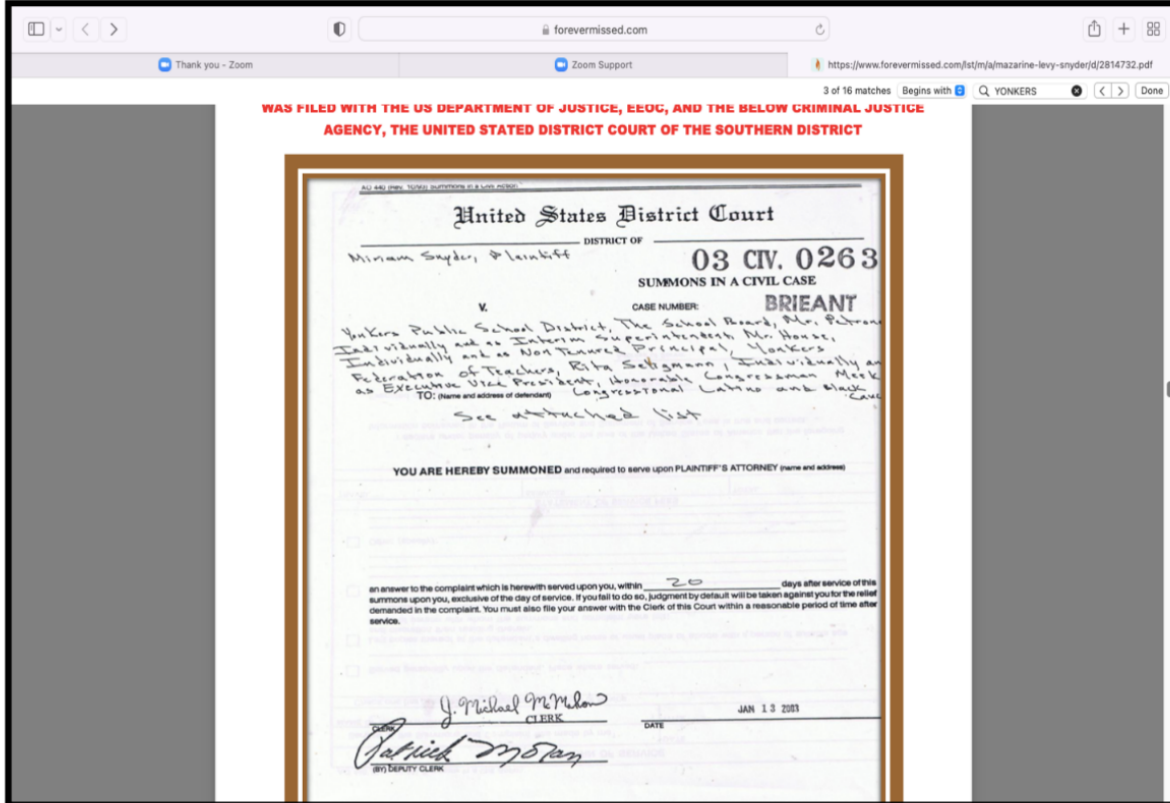 forevermissed.com
Thank you - Zoom
Zoom Support
https://www.forevermissed.com/lst/m/a/mazarine-levy-snyder/d/2814732.pdf
3 of 16 matches Begins with YONKERS Done
WAS FILED WITH THE US DEPARTMENT OF JUSTICE, EEOC, AND THE BELOW CRIMINAL JUSTICE
AGENCY, THE UNITED STATED DISTRICT COURT OF THE SOUTHERN DISTRICT
United States District Court
DISTRICT OF
Miriam Snyder, Plaintiff
03 CIV. 0263
SUMMONS IN A CIVIL CASE
V.
CASE NUMBER:
BRIEANT
Yonkers Public School District, The School Board, Mr. Petrone
Individually and as Interim Superintendent, Mr. House,
Individually and as Non Tenured Principal, Yonkers
Federation of Teachers, Rita Individually an
as Executive Vice President, Honorable Congressman Meek
TO: (Name and address of defendant) Congressional Latino and Black
Cauc
See attached list
YOU ARE HEREBY SUMMONED and required to serve upon PLAINTIFF'S ATTORNEY (name and address)
an answer to the complaint which is herewith served upon you, within 20 days after service of this
summons upon you, exclusive of the day of service. If you fail to do so, judgment by default will be taken against you for the relief
demanded in the complaint. You must also file your answer with the Clerk of this Court within a reasonable period of time after
service.
J. Michael McMahon
CLERK
JAN 13 2003
CLERK
DATE
Patrick Moran
(BY) DEPUTY CLERK